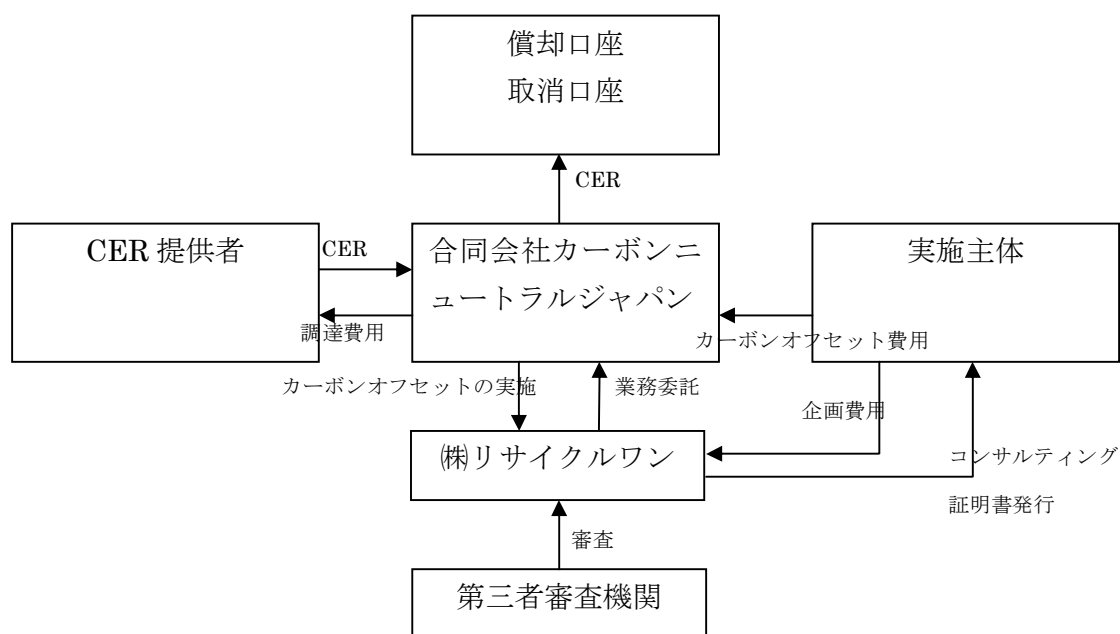 償却口座
取消口座
CER
CER 提供者
CER
合同会社カーボンニ
ュートラルジャパン
実施主体
調達費用
カーボンオフセット費用
カーボンオフセットの実施
業務委託
企画費用
㈱リサイクルワン
コンサルティング
証明書発行
審査
第三者審査機関